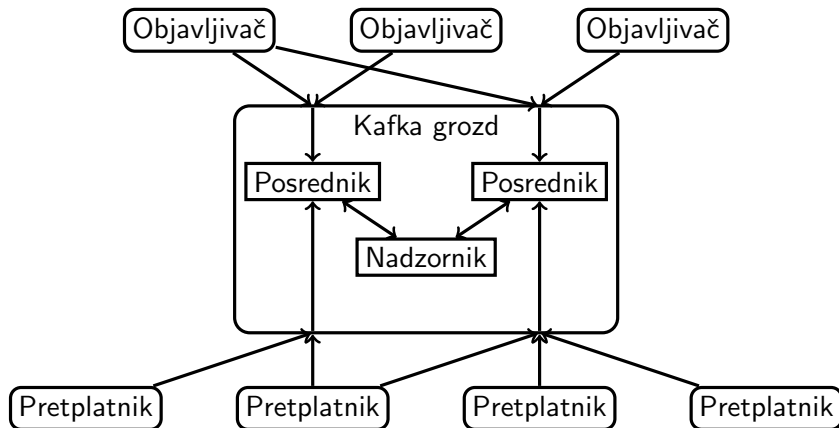 Objavljivač Objavljivač Objavljivač
Kafka grozd
Posrednik Posrednik
Nadzornik
Pretplatnik Pretplatnik Pretplatnik Pretplatnik